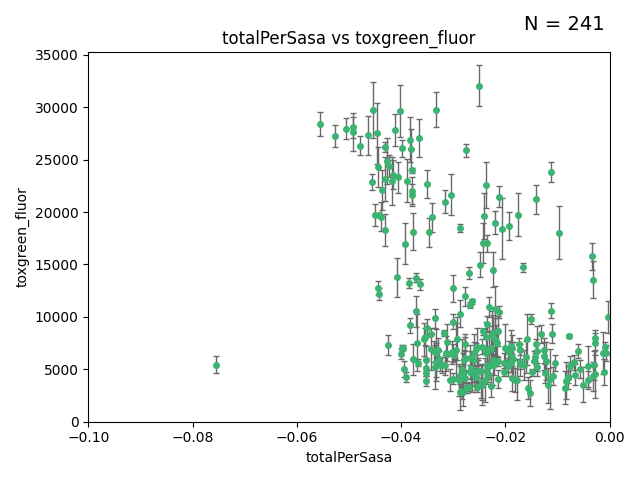 N = 241
totalPerSasa vs toxgreen_fluor
35000
30000
25000
20000
15000
10000
5000
0
toxgreen_fluor
−0.10 −0.08 −0.06 −0.04 −0.02 0.00
totalPerSasa